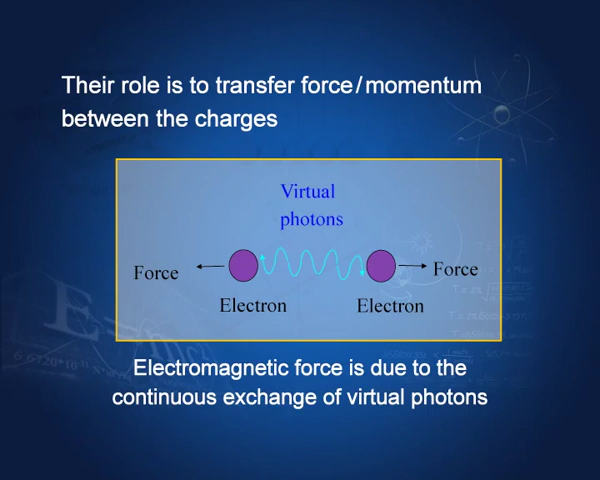 Their role is to transfer force/momentum
between the charges
Virtual
photons
Force
Force
Electron
Electron
Electromagnetic force is due to the
continuous exchange of virtual photons
E=mc²